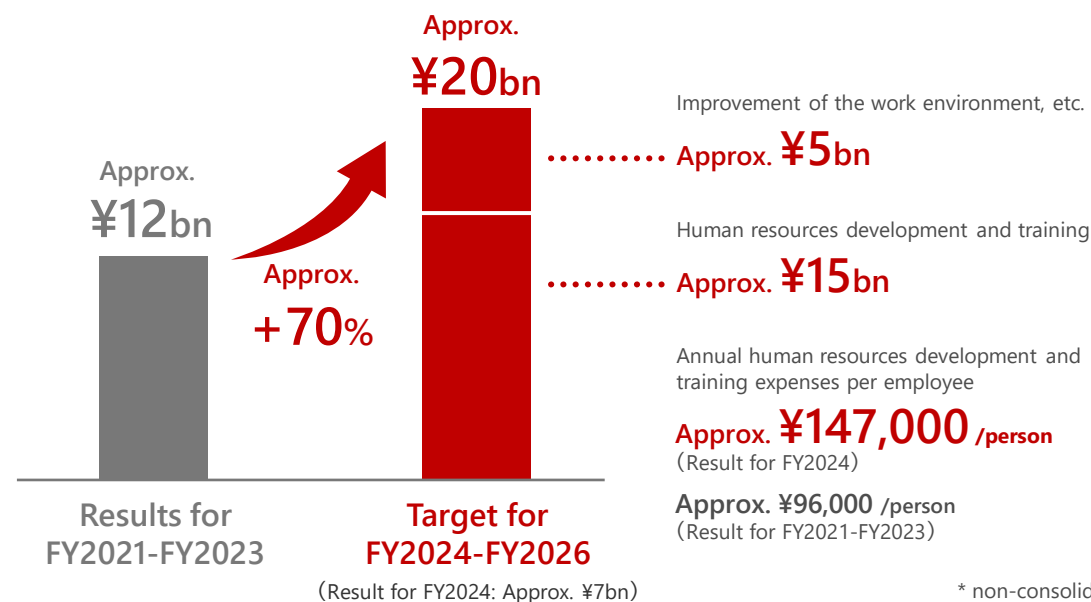 Approx.
¥20bn
Approx.
¥12bn
Approx.
+70%
Improvement of the work environment, etc.
Approx. ¥5bn
Human resources development and training
Approx. ¥15bn
Annual human resources development and
training expenses per employee
Approx. ¥147,000 /person
(Result for FY2024)
Approx. ¥96,000 /person
(Result for FY2021-FY2023)
Results for
FY2021-FY2023
Target for
FY2024-FY2026
(Result for FY2024: Approx. ¥7bn)
* non-consolid